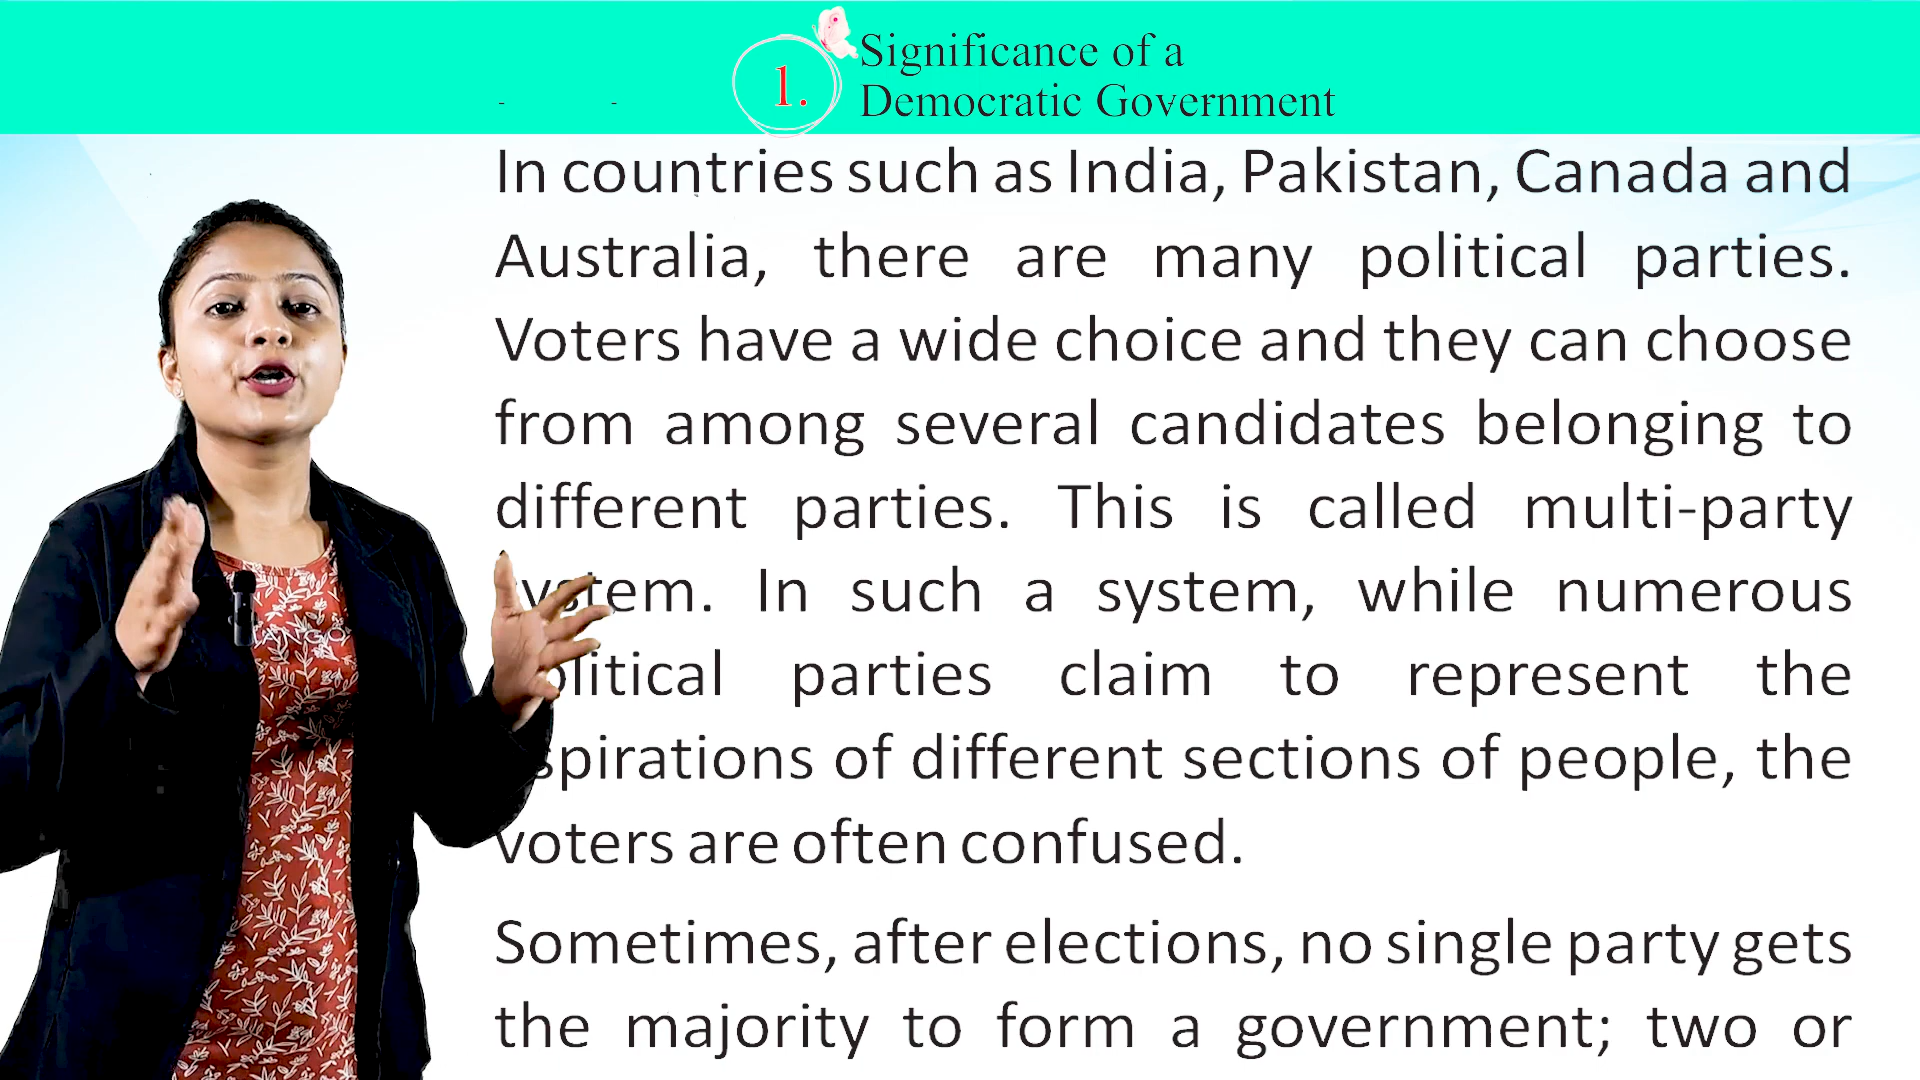 1.
Significance of a
Democratic Government
In countries such as India, Pakistan, Canada and
Australia, there are many political parties.
Voters have a wide choice and they can choose
from among several candidates belonging to
different parties. This is called multi-party
system. In such a system, while numerous
political parties claim to represent the
aspirations of different sections of people, the
voters are often confused.
Sometimes, after elections, no single party gets
the majority to form a government; two or